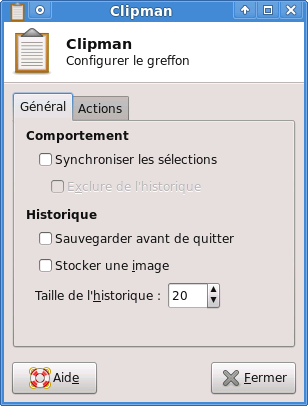 Clipman
Clipman
Configurer le greffon
Général Actions
Comportement
Synchroniser les sélections
Exclure de l'historique
Historique
Sauvegarder avant de quitter
Stocker une image
Taille de l'historique : 20
Aide Fermer